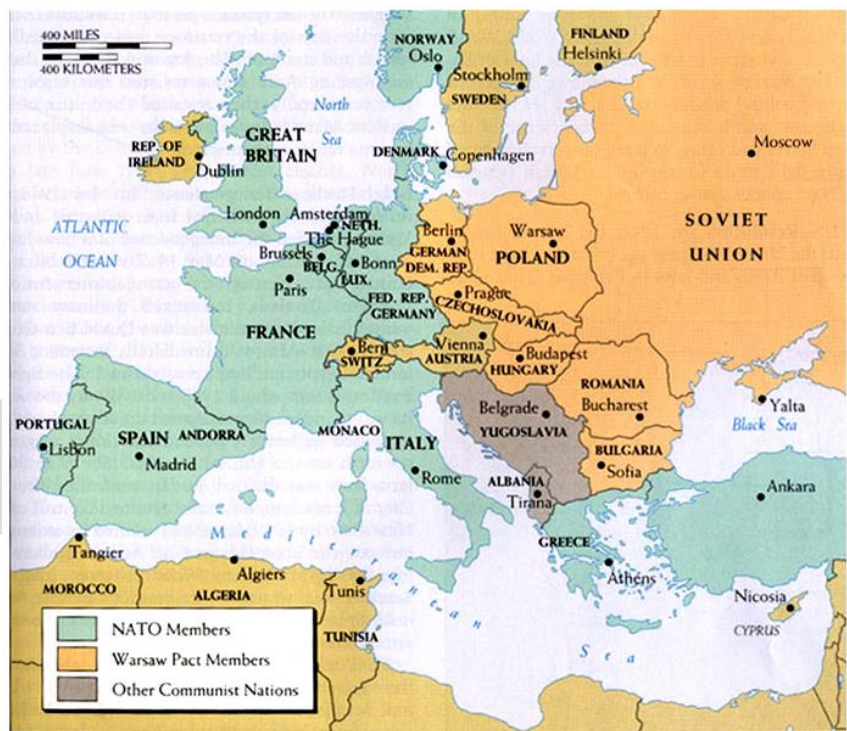 400 MILES
400 KILOMETERS
NORWAY
Oslo
FINLAND
Helsinki
Stockholm
SWEDEN
North
Sea
GREAT
BRITAIN
REP. OF
IRELAND
Dublin
DENMARK
Copenhagen
Moscow
SOVIET
UNION
ATLANTIC
OCEAN
London
Amsterdam
NETH.
The Hague
Brussels
BELG.
Bonn
LUX.
Berlin
GERMAN
DEM. REP.
Warsaw
POLAND
Paris
FED. REP.
GERMANY
Prague
CZECHOSLOVAKIA
FRANCE
Bern
SWITZ.
Vienna
AUSTRIA
Budapest
HUNGARY
ROMANIA
Bucharest
Yalta
Black Sea
Belgrade
YUGOSLAVIA
BULGARIA
Sofia
PORTUGAL
Lisbon
SPAIN
ANDORRA
Madrid
MONACO
ITALY
Rome
ALBANIA
Tirana
GREECE
Athens
Ankara
Tangier
MOROCCO
Algiers
ALGERIA
Tunis
TUNISIA
Mediterranean
Sea
Nicosia
CYPRUS
NATO Members
Warsaw Pact Members
Other Communist Nations